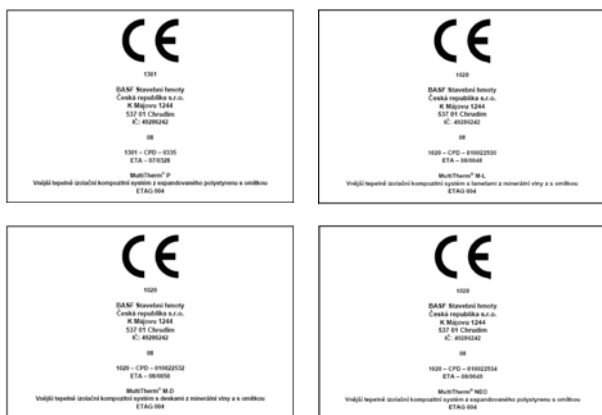 CE
1301
BASF Stavební hmoty
Česká republika s.r.o.
K Májovu 1244
537 01 Chrudim
IČ: 49286242
08
1301 – CPD – 0335
ETA – 07/0328
MultiTherm® P
Vnější tepelně izolační kompozitní systém z expandovaného polystyrenu s omítkou
ETAG 004
CE
1020
BASF Stavební hmoty
Česká republika s.r.o.
K Májovu 1244
537 01 Chrudim
IČ: 49286242
08
1020 – CPD – 010022530
ETA – 08/0048
MultiTherm® M-L
Vnější tepelně izolační kompozitní systém s lamelami z minerální vlny a s omítkou
ETAG 004
CE
1020
BASF Stavební hmoty
Česká republika s.r.o.
K Májovu 1244
537 01 Chrudim
IČ: 49286242
08
1020 – CPD – 010022532
ETA – 08/0050
MultiTherm® M-D
Vnější tepelně izolační kompozitní systém s deskami z minerální vlny a s omítkou
ETAG 004
CE
1020
BASF Stavební hmoty
Česká republika s.r.o.
K Májovu 1244
537 01 Chrudim
IČ: 49286242
08
1020 – CPD – 010022534
ETA – 08/0049
MultiTherm® NEO
Vnější tepelně izolační kompozitní systém z expandovaného polystyrenu s omítkou
ETAG 004